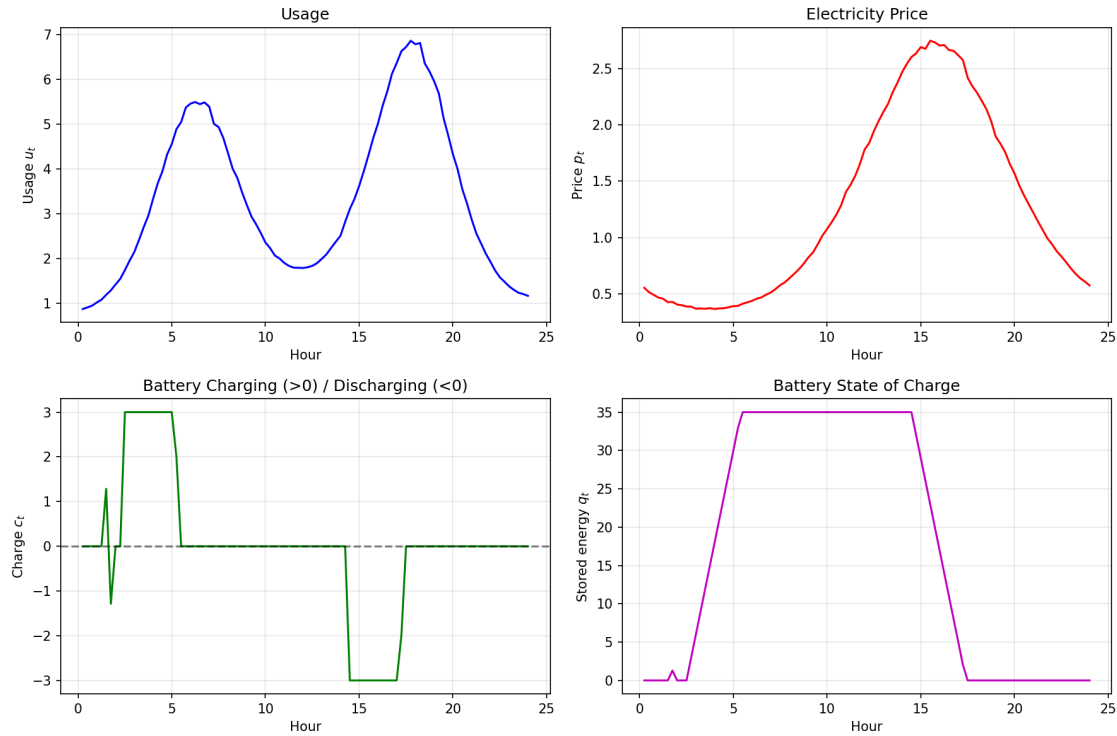 Usage
Usage u_t
7
6
5
4
3
2
1
0 5 10 15 20 25
Hour
Electricity Price
Price p_t
2.5
2.0
1.5
1.0
0.5
0 5 10 15 20 25
Hour
Battery Charging (>0) / Discharging (<0)
Charge c_t
3
2
1
0
−1
−2
−3
0 5 10 15 20 25
Hour
Battery State of Charge
Stored energy q_t
35
30
25
20
15
10
5
0
0 5 10 15 20 25
Hour